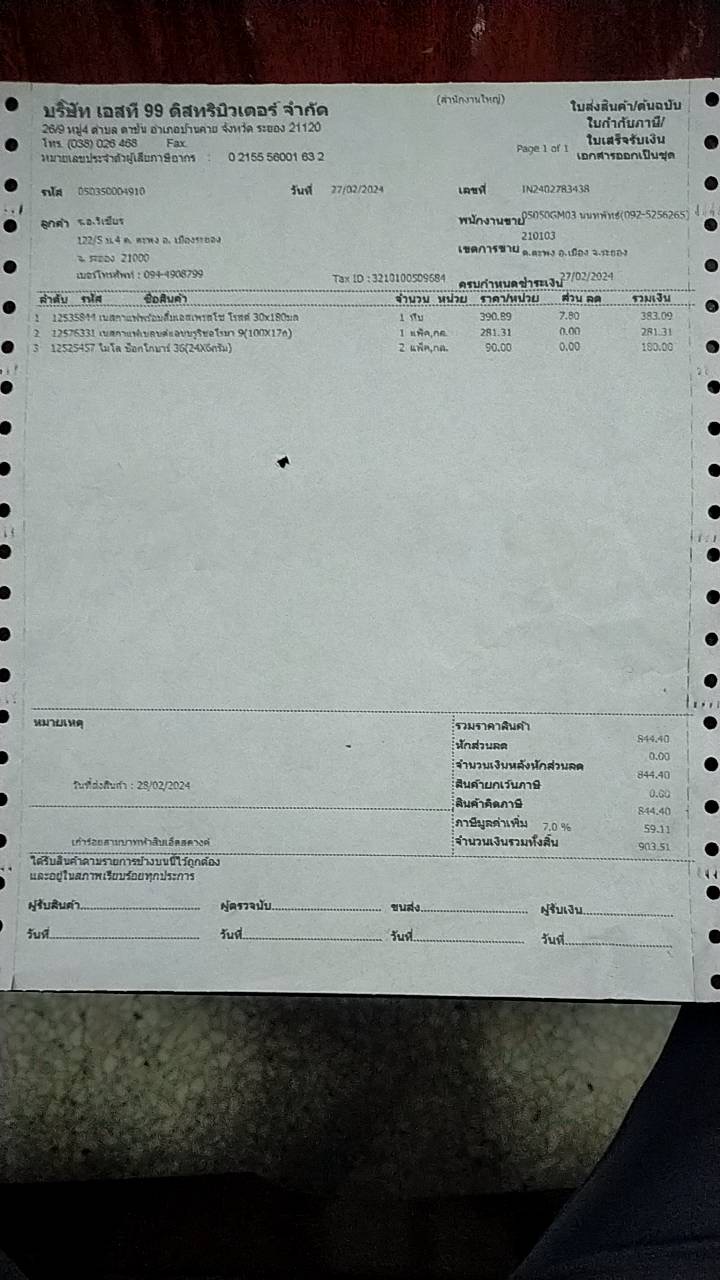 (สำนักงานใหญ่)
บริษัท เอสที 99 ดิสทริบิวเตอร์ จำกัด
ใบส่งสินค้า/ต้นฉบับ
26/9 หมู่4 ตำบล ตาขัน อำเภอบ้านค่าย จังหวัด ระยอง 21120
ใบกำกับภาษี/
โทร. (038) 026 468 Fax.
ใบเสร็จรับเงิน
Page 1 of 1
หมายเลขประจำตัวผู้เสียภาษีอากร : 0 2155 56001 63 2
เอกสารออกเป็นชุด
รหัส 050350004910 วันที่ 27/02/2024 เลขที่ IN2402783438
ลูกค้า ร.อ.วิเชียร พนักงานขาย 05050GM03 นนทพัทธ์(092-5256265)
122/5 ม.4 ต. ตะพง อ. เมืองระยอง 210103
เขตการขาย ต.ตะพง อ.เมือง จ.ระยอง
จ. ระยอง 21000
เบอร์โทรศัพท์ : 094-4908799 Tax ID : 3210100509684 ครบกำหนดชำระเงิน 27/02/2024
ลำดับ รหัส ชื่อสินค้า จำนวน หน่วย ราคา/หน่วย ส่วน ลด รวมเงิน
1 12535844 เนสกาแฟพร้อมดื่มเอสเพรสโซ โรสต์ 30x180มล 1 หีบ 390.89 7.80 383.09
2 12576331 เนสกาแฟเบลนด์แอนบรูริชอโรมา 9(100X17ก) 1 แพ็ค,กล. 281.31 0.00 281.31
3 12525457 ไมโล ช็อกโกบาร์ 36(24X6กรัม) 2 แพ็ค,กล. 90.00 0.00 180.00
หมายเหตุ
รวมราคาสินค้า 844.40
หักส่วนลด 0.00
จำนวนเงินหลังหักส่วนลด 844.40
วันที่ส่งสินค้า : 28/02/2024
สินค้ายกเว้นภาษี 0.00
สินค้าคิดภาษี 844.40
ภาษีมูลค่าเพิ่ม 7.0 % 59.11
เก้าร้อยสามบาทห้าสิบเอ็ดสตางค์
จำนวนเงินรวมทั้งสิ้น 903.51
ได้รับสินค้าตามรายการข้างบนนี้ไว้ถูกต้อง
และอยู่ในสภาพเรียบร้อยทุกประการ
ผู้รับสินค้า ผู้ตรวจนับ ขนส่ง ผู้รับเงิน
วันที่ วันที่ วันที่ วันที่